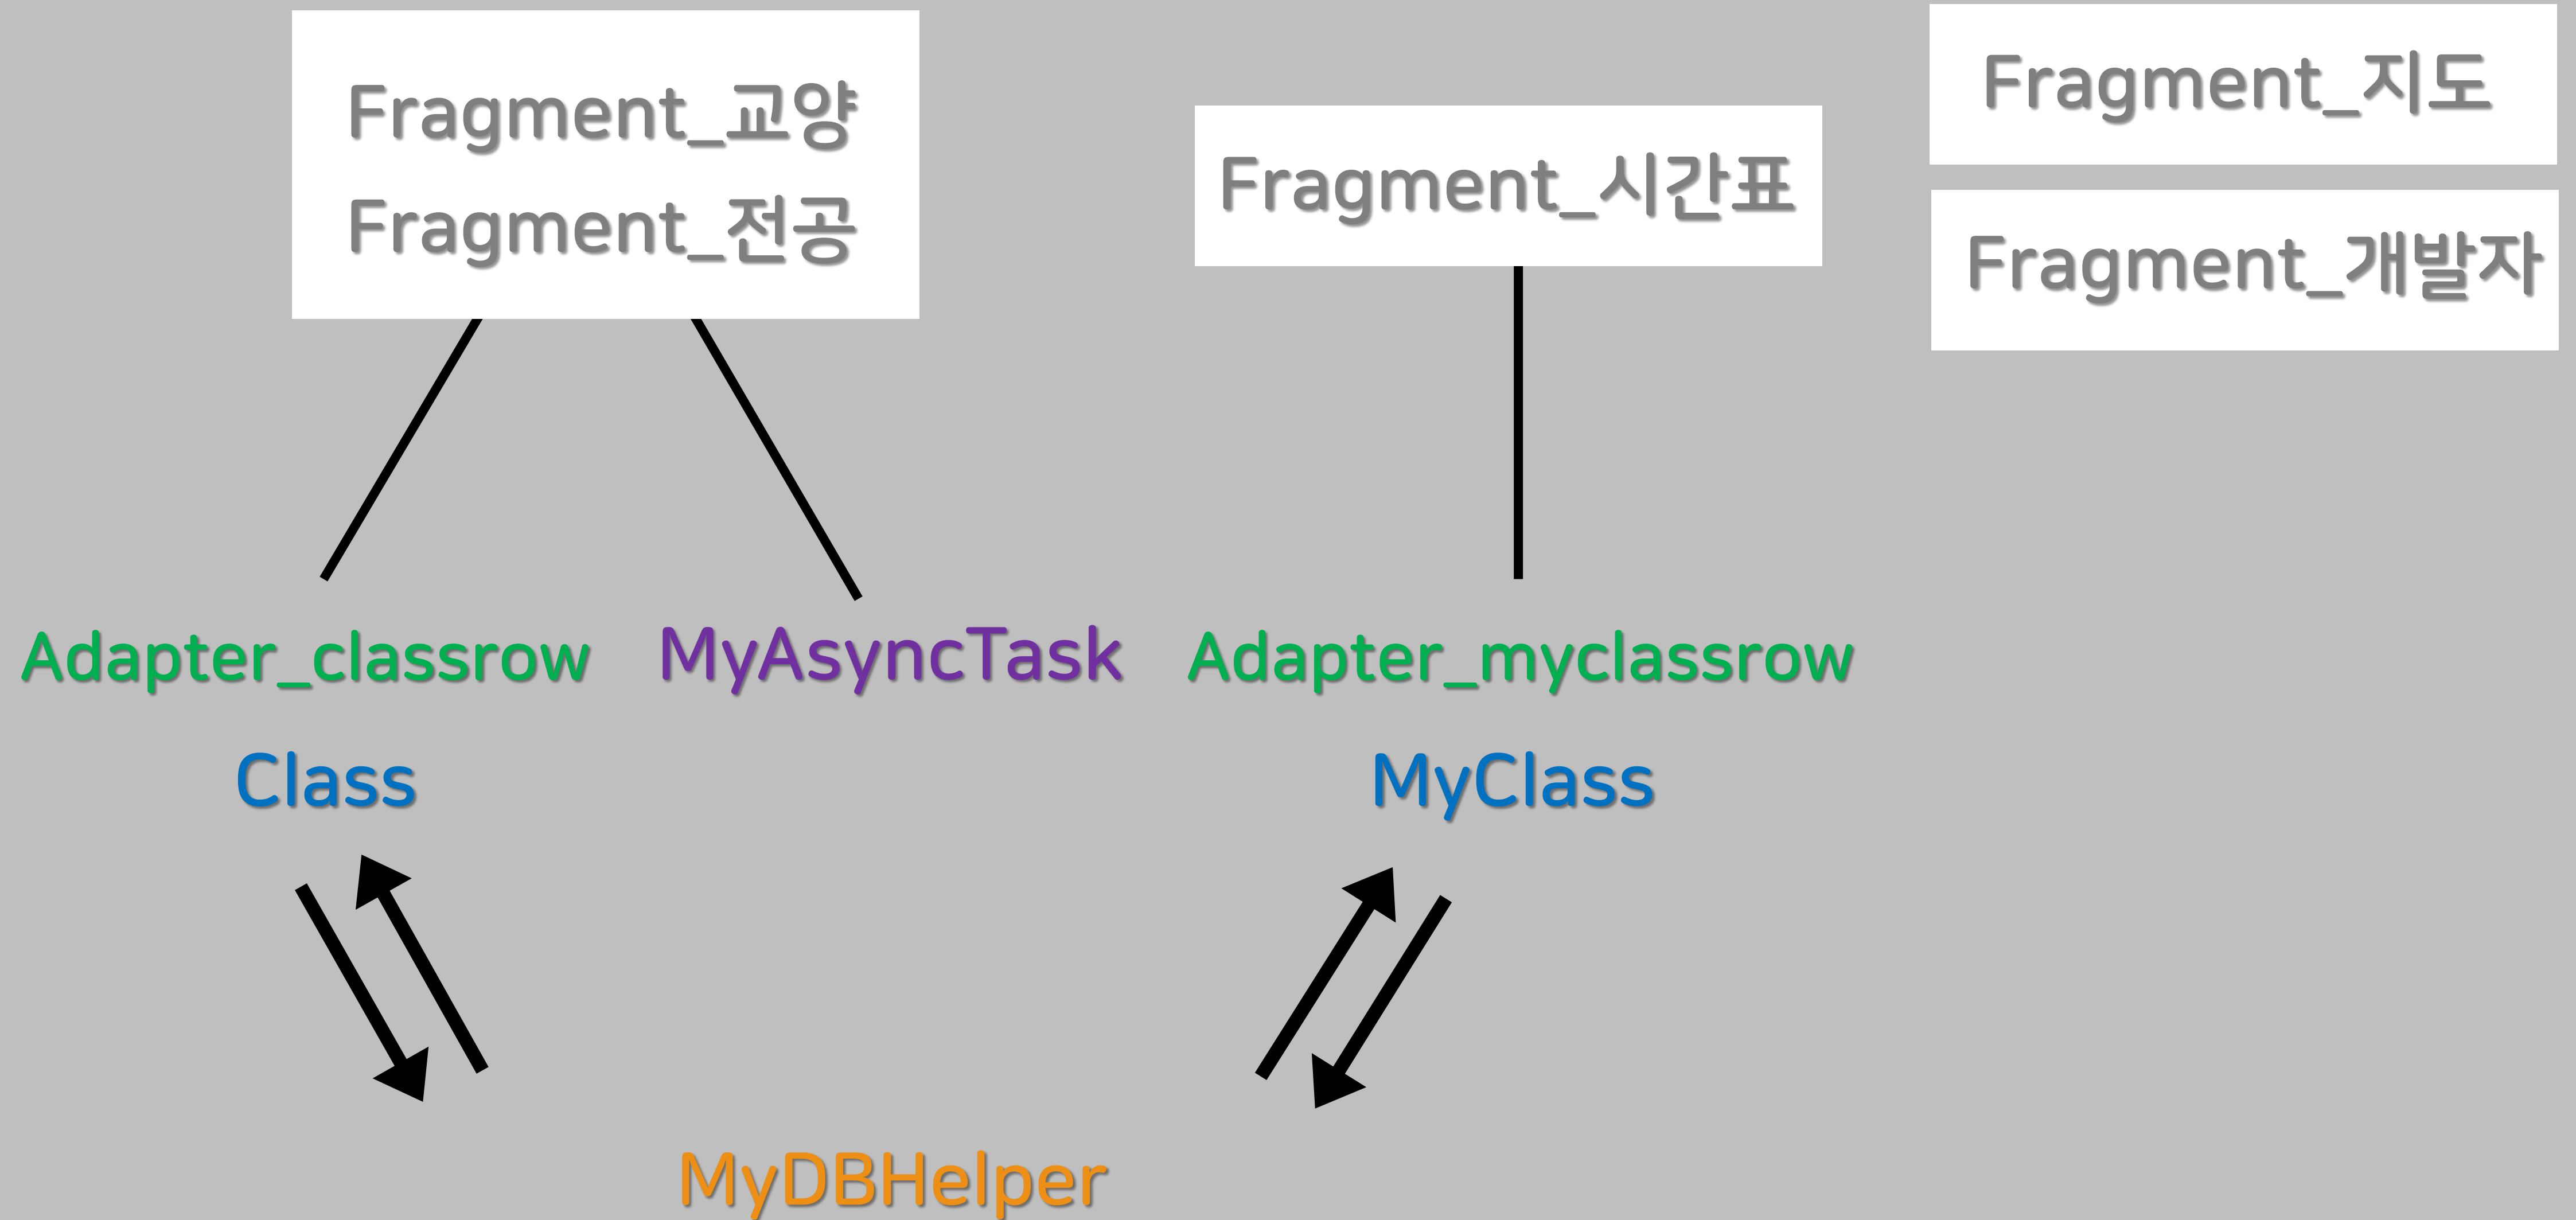 Fragment_교양
Fragment_전공
Fragment_시간표
Fragment_지도
Fragment_개발자
Adapter_classrow
MyAsyncTask
Adapter_myclassrow
Class
MyClass
MyDBHelper